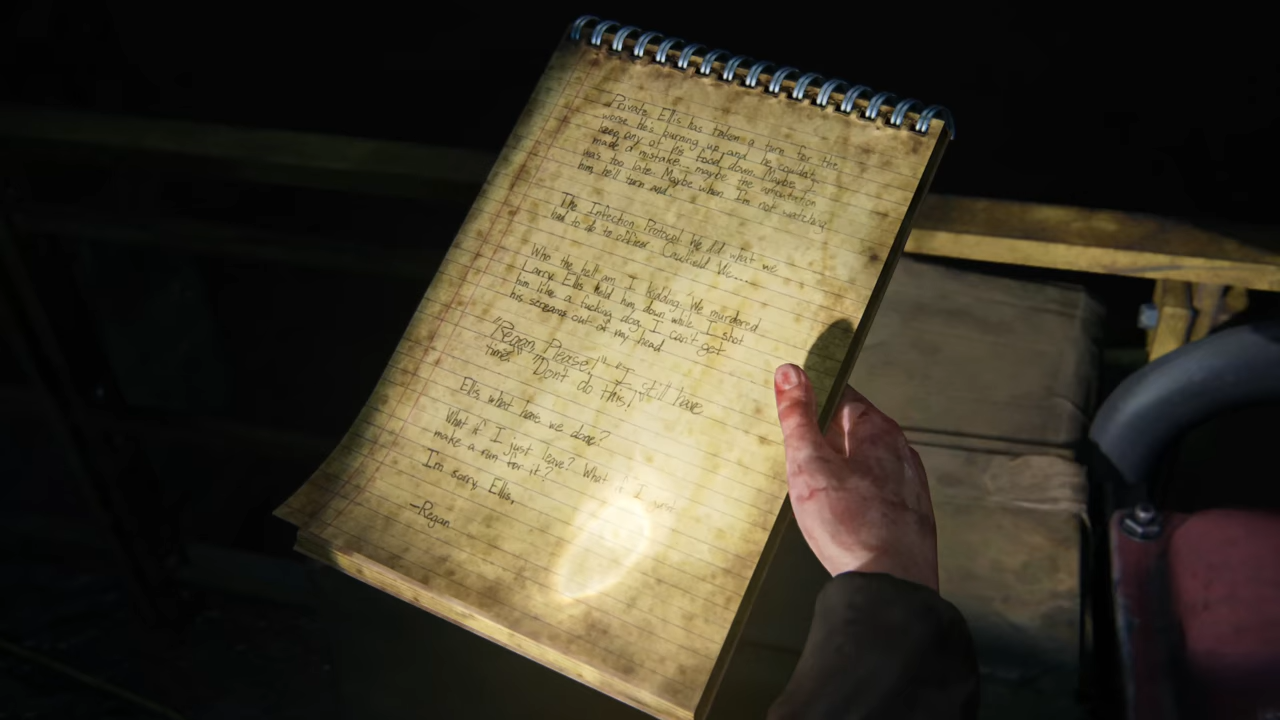 Private Ellis has taken a turn for the
worse he's burning up and he couldn't
keep any of his food down. Maybe I
made a mistake... maybe the amputation
was too late. Maybe when I'm not watching
him, he'll turn and
The Infection Protocol We did what we
had to do to officer We....
Who the hell am I kidding. We murdered
Larry. Ellis held him down while I shot
him like a fucking dog. I can't get
his screams out of my head
"Regan, Please!" "I still have
time." "Don't do this!"
Ellis what have we done?
What if I just leave? What if I just
make a run for it?
I'm sorry, Ellis,
-Regan